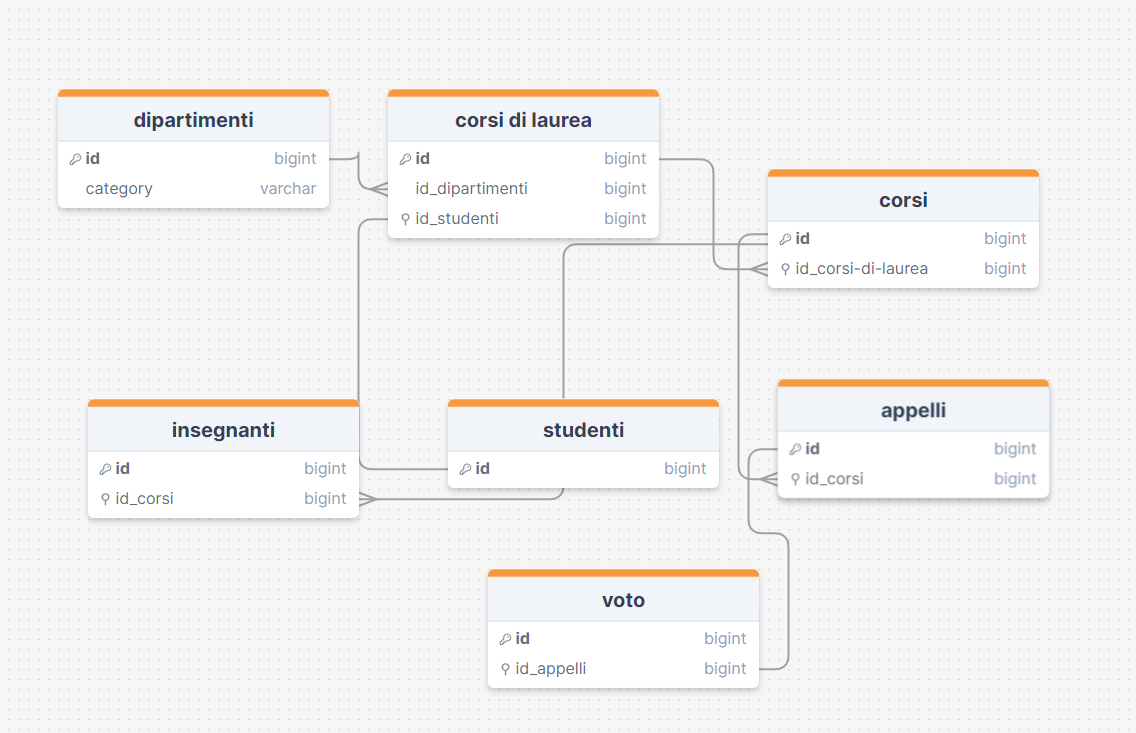 dipartimenti
id bigint
category varchar
corsi di laurea
id bigint
id_dipartimenti bigint
id_studenti bigint
corsi
id bigint
id_corsi-di-laurea bigint
insegnanti
id bigint
id_corsi bigint
studenti
id bigint
appelli
id bigint
id_corsi bigint
voto
id bigint
id_appelli bigint